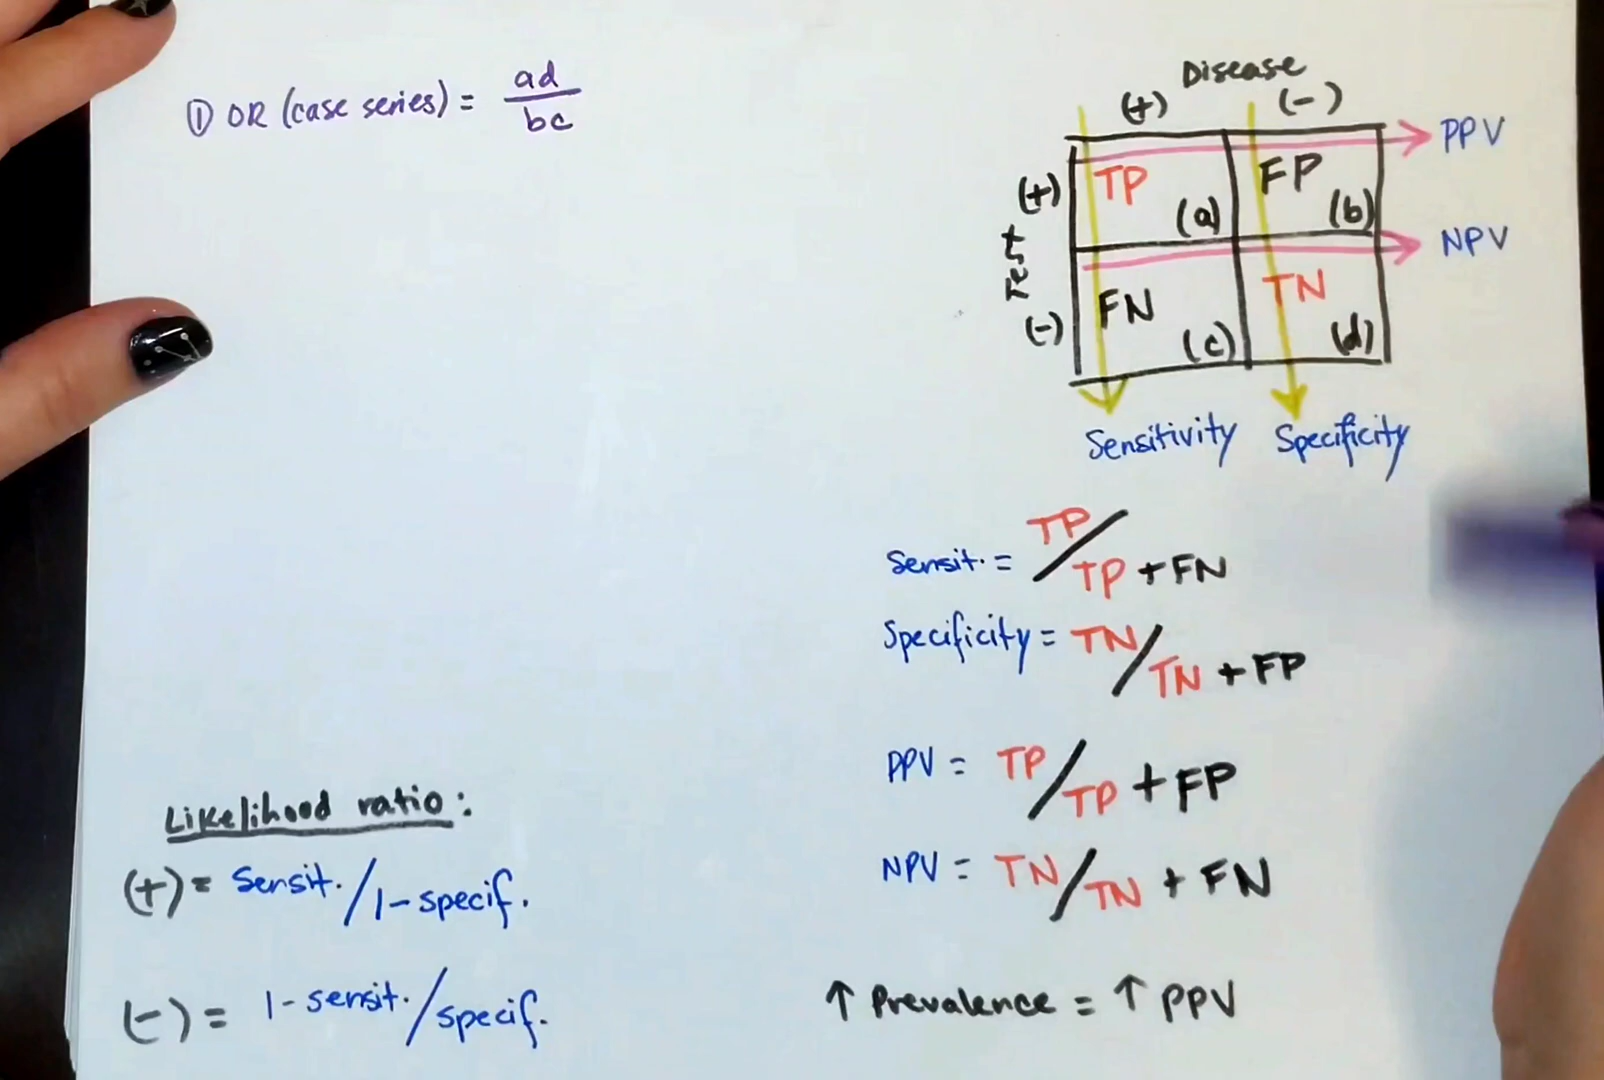 ① OR (case series) = ad/bc
Disease
(+) (-)
PPV
(+) TP (a) FP (b)
Test
NPV
(-) FN (c) TN (d)
Sensitivity Specificity
Sensit. = TP/TP + FN
Specificity = TN/TN + FP
PPV = TP/TP + FP
NPV = TN/TN + FN
↑ Prevalence = ↑ PPV
Likelihood ratio:
(+) = Sensit./1-specif.
(-) = 1-sensit./specif.